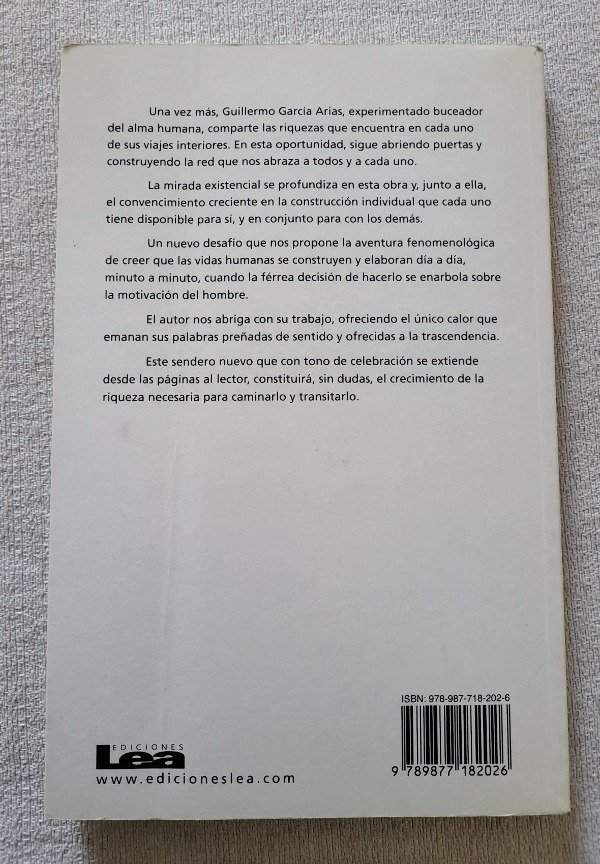 Una vez más, Guillermo García Arias, experimentado buceador
del alma humana, comparte las riquezas que encuentra en cada uno
de sus viajes interiores. En esta oportunidad, sigue abriendo puertas y
construyendo la red que nos abraza a todos y a cada uno.
La mirada existencial se profundiza en esta obra y, junto a ella,
el convencimiento creciente en la construcción individual que cada uno
tiene disponible para sí, y en conjunto para con los demás.
Un nuevo desafío que nos propone la aventura fenomenológica
de creer que las vidas humanas se construyen y elaboran día a día,
minuto a minuto, cuando la férrea decisión de hacerlo se enarbola sobre
la motivación del hombre.
El autor nos abriga con su trabajo, ofreciendo el único calor que
emanan sus palabras preñadas de sentido y ofrecidas a la trascendencia.
Este sendero nuevo que con tono de celebración se extiende
desde las páginas al lector, constituirá, sin dudas, el crecimiento de la
riqueza necesaria para caminarlo y transitarlo.
ISBN: 978-987-718-202-6
9 789877 182026
EDICIONES
Lea
www.edicioneslea.com